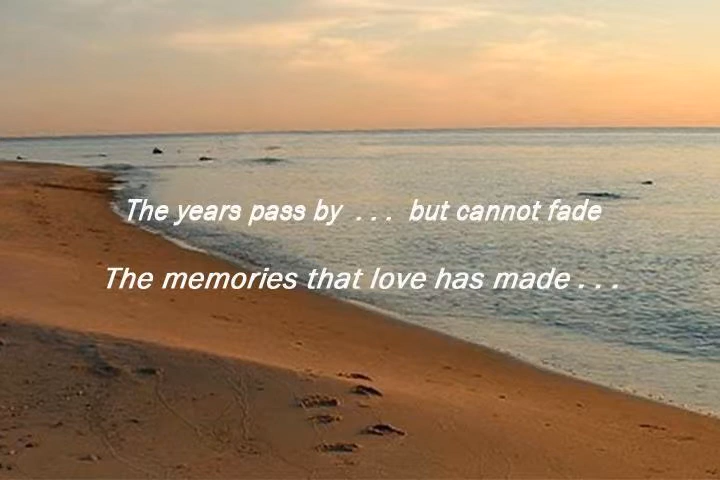 The years pass by . . . but cannot fade
The memories that love has made . . .